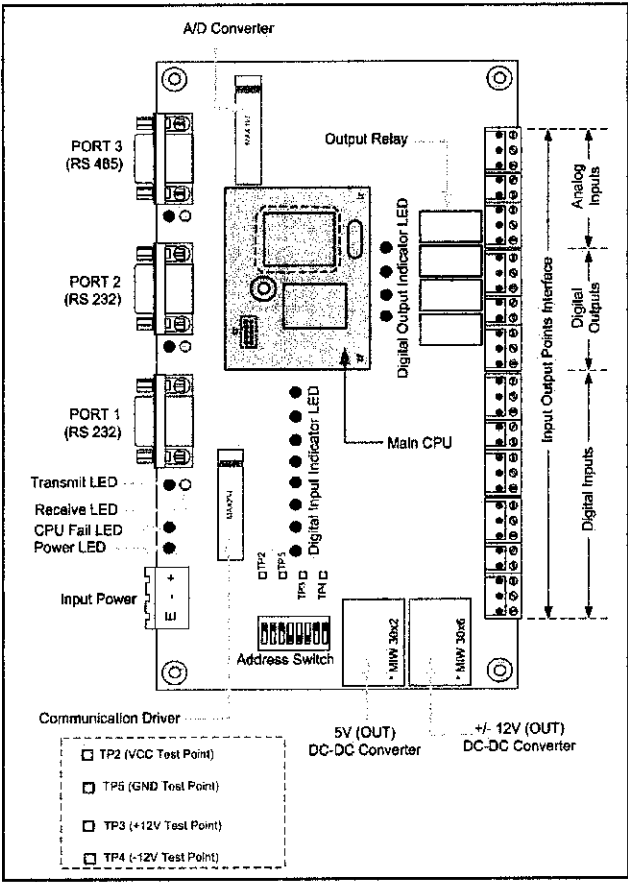 A/D Converter
PORT 3
(RS 485)
Output Relay
Analog
Inputs
PORT 2
(RS 232)
Digital Output Indicator LED
Digital
Outputs
Input Output Points Interface
PORT 1
(RS 232)
Main CPU
Digital Input Indicator LED
Digital Inputs
Transmit LED
Receive LED
CPU Fail LED
Power LED
TP2
TP5
TP3
TP4
Input Power
E - +
Address Switch
* MIW 30x2
* MIW 30x6
Communication Driver
5V (OUT)
DC-DC Converter
+/- 12V (OUT)
DC-DC Converter
TP2 (VCC Test Point)
TP5 (GND Test Point)
TP3 (+12V Test Point)
TP4 (-12V Test Point)